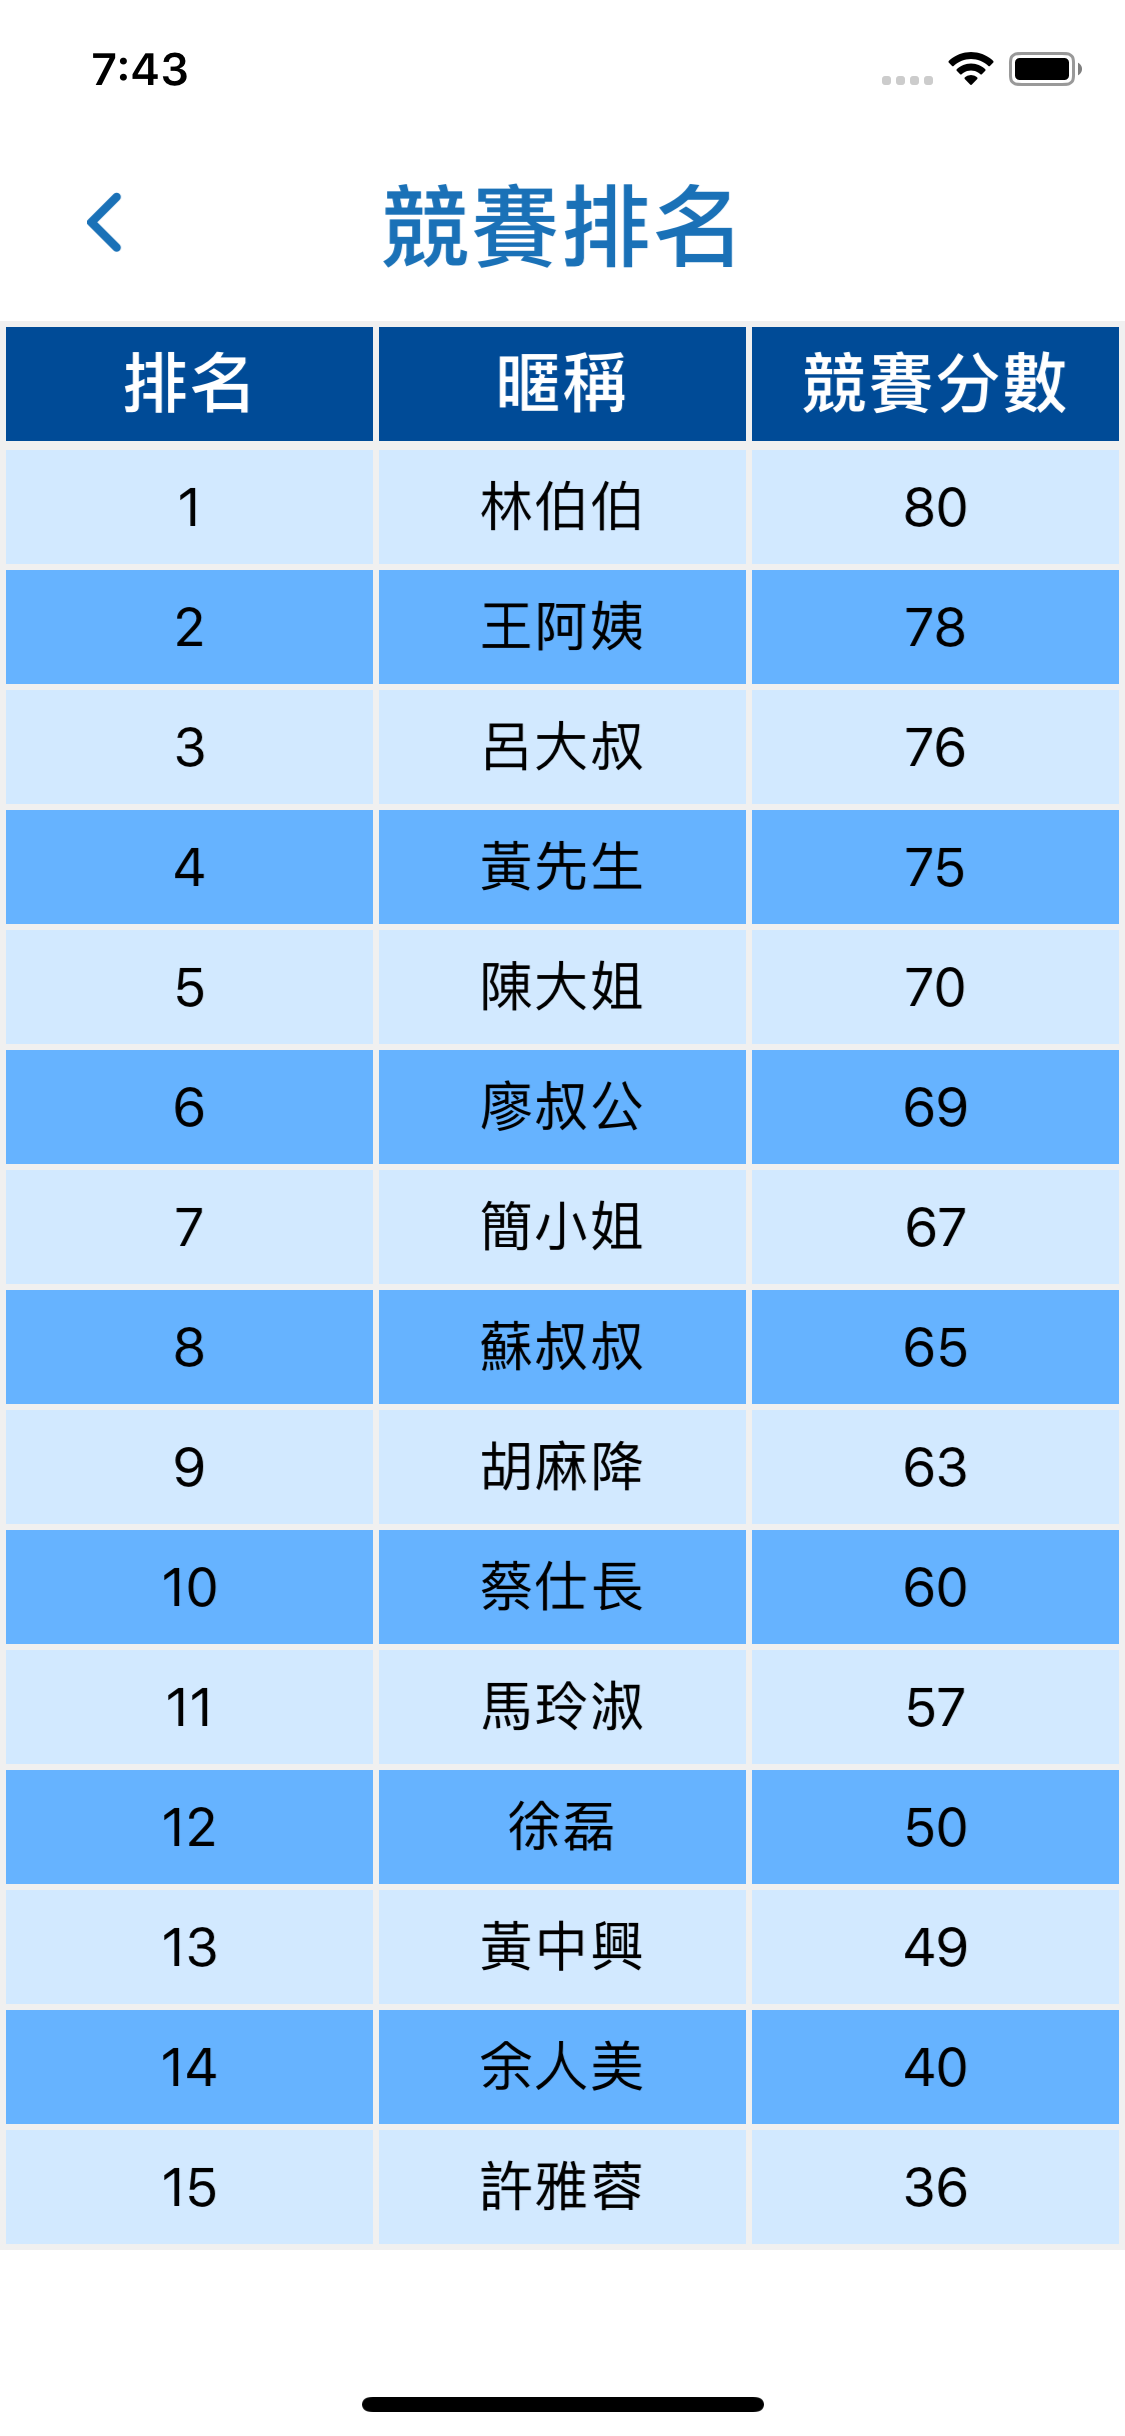 7:43
競賽排名
排名 暱稱 競賽分數
1 林伯伯 80
2 王阿姨 78
3 呂大叔 76
4 黃先生 75
5 陳大姐 70
6 廖叔公 69
7 簡小姐 67
8 蘇叔叔 65
9 胡麻降 63
10 蔡仕長 60
11 馬玲淑 57
12 徐磊 50
13 黃中興 49
14 余人美 40
15 許雅蓉 36